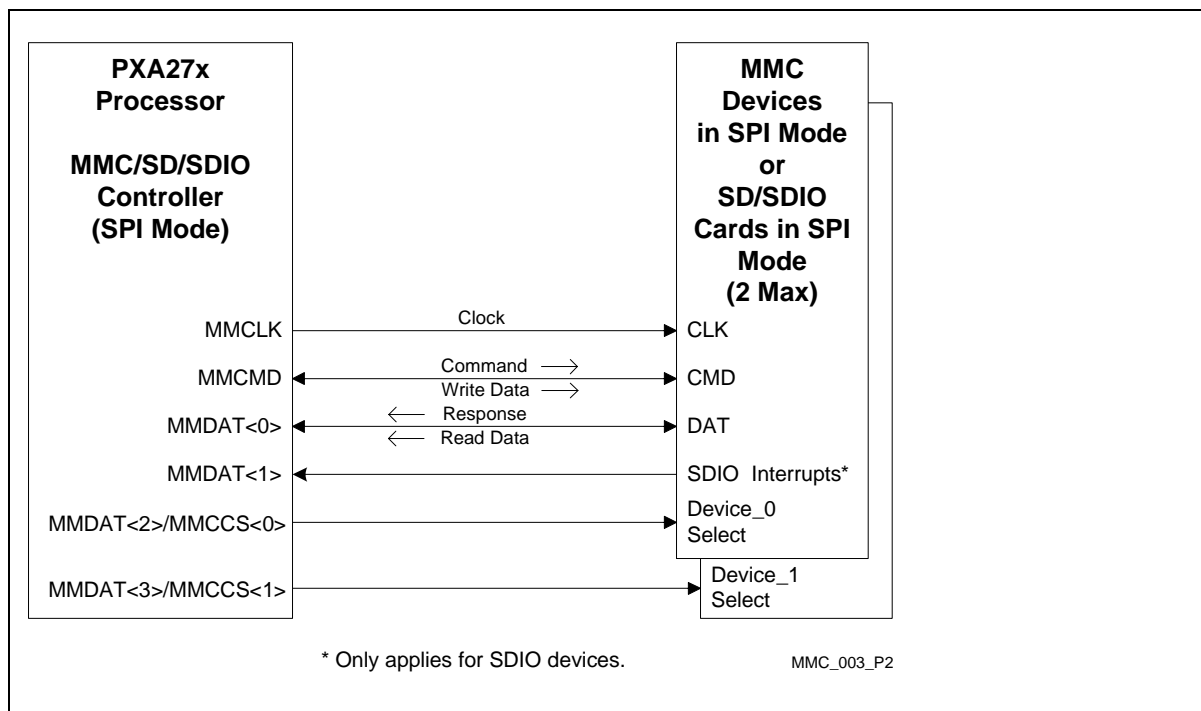 PXA27x
Processor
MMC/SD/SDIO
Controller
(SPI Mode)
MMCLK
MMCMD
MMDAT<0>
MMDAT<1>
MMDAT<2>/MMCCS<0>
MMDAT<3>/MMCCS<1>
Clock
Command
Write Data
Response
Read Data
MMC
Devices
in SPI Mode
or
SD/SDIO
Cards in SPI
Mode
(2 Max)
CLK
CMD
DAT
SDIO Interrupts*
Device_0
Select
Device_1
Select
* Only applies for SDIO devices.
MMC_003_P2